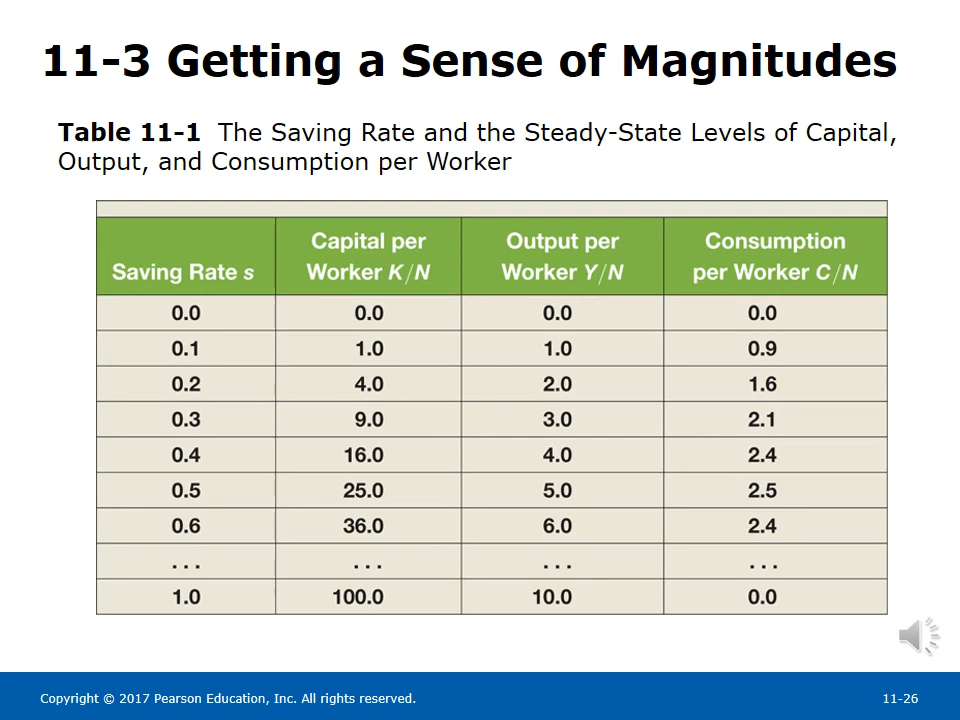 11-3 Getting a Sense of Magnitudes
Table 11-1 The Saving Rate and the Steady-State Levels of Capital,
Output, and Consumption per Worker
Saving Rate s Capital per Worker K/N Output per Worker Y/N Consumption per Worker C/N
0.0 0.0 0.0 0.0
0.1 1.0 1.0 0.9
0.2 4.0 2.0 1.6
0.3 9.0 3.0 2.1
0.4 16.0 4.0 2.4
0.5 25.0 5.0 2.5
0.6 36.0 6.0 2.4
... ... ... ...
1.0 100.0 10.0 0.0
Copyright © 2017 Pearson Education, Inc. All rights reserved. 11-26